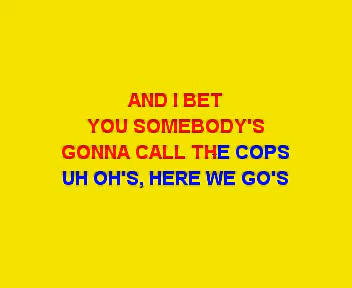 AND I BET
YOU SOMEBODY'S
GONNA CALL THE COPS
UH OH'S, HERE WE GO'S